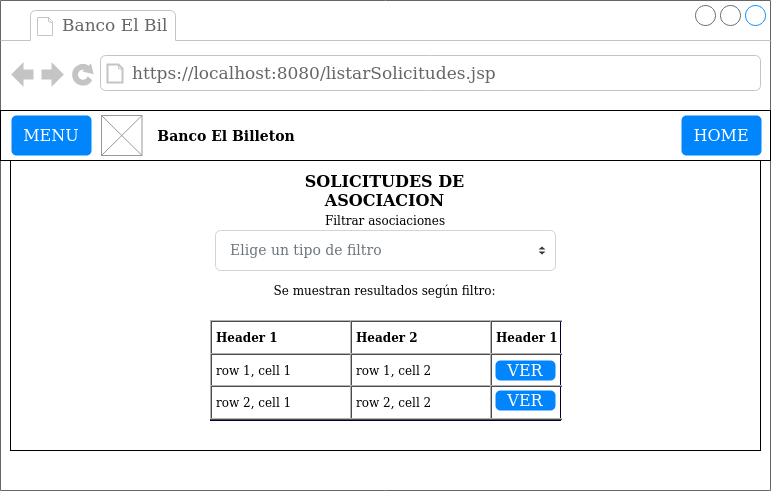 Banco El Bil
https://localhost:8080/listarSolicitudes.jsp
MENU
Banco El Billeton
HOME
SOLICITUDES DE
ASOCIACION
Filtrar asociaciones
Elige un tipo de filtro
Se muestran resultados según filtro:
Header 1 Header 2 Header 1
row 1, cell 1 row 1, cell 2 VER
row 2, cell 1 row 2, cell 2 VER